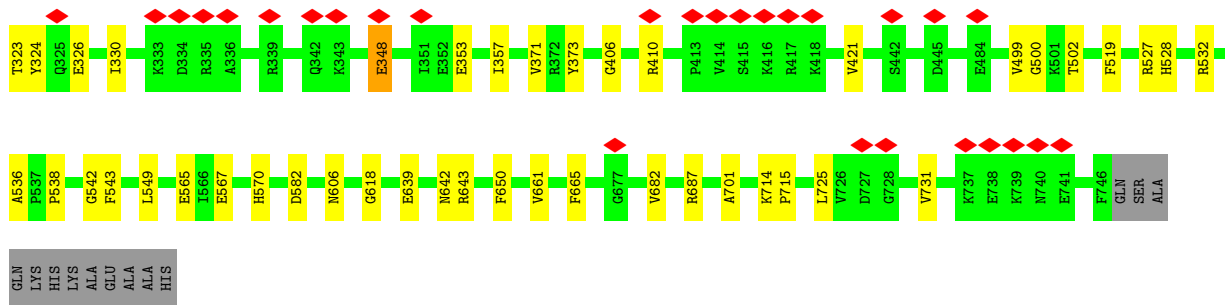 T323 Y324 Q325 E326 I330 K333 D334 R335 A336 R339 Q342 K343 E348 I351 E352 E353 I357 V371 R372 Y373 G406 R410 P413 V414 S415 K416 R417 K418 V421 S442 D445 E484 V499 G500 K501 T502 F519 R527 H528 R532
A536 P537 P538 G542 F543 L549 E565 I566 E567 H570 D582 N606 G618 E639 N642 R643 F650 V661 F665 G677 V682 R687 A701 K714 P715 L725 V726 D727 G728 V731 K737 E738 K739 N740 E741 F746 GLN SER ALA
GLN LYS HIS LYS ALA GLU ALA ALA HIS